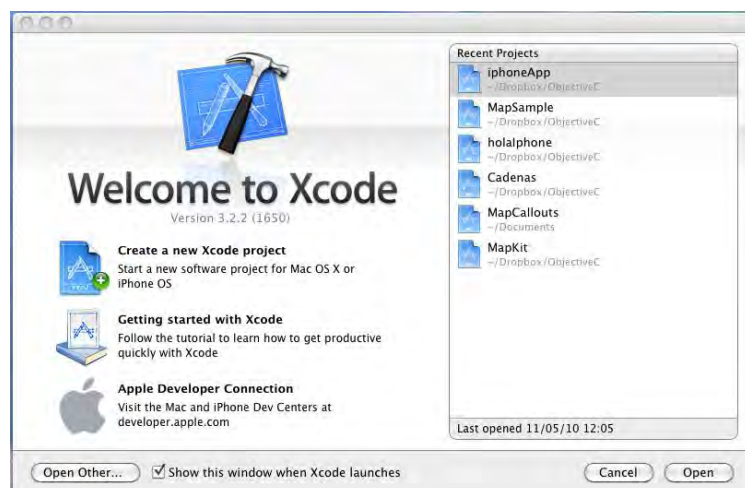 Welcome to Xcode
Version 3.2.2 (1650)
Create a new Xcode project
Start a new software project for Mac OS X or
iPhone OS
Getting started with Xcode
Follow the tutorial to learn how to get productive
quickly with Xcode
Apple Developer Connection
Visit the Mac and iPhone Dev Centers at
developer.apple.com
Recent Projects
iphoneApp
~/Dropbox/ObjectiveC
MapSample
~/Dropbox/ObjectiveC
holaIphone
~/Dropbox/ObjectiveC
Cadenas
~/Dropbox/ObjectiveC
MapCallouts
~/Documents
MapKit
~/Dropbox/ObjectiveC
Last opened 11/05/10 12:05
Open Other...
Show this window when Xcode launches
Cancel
Open